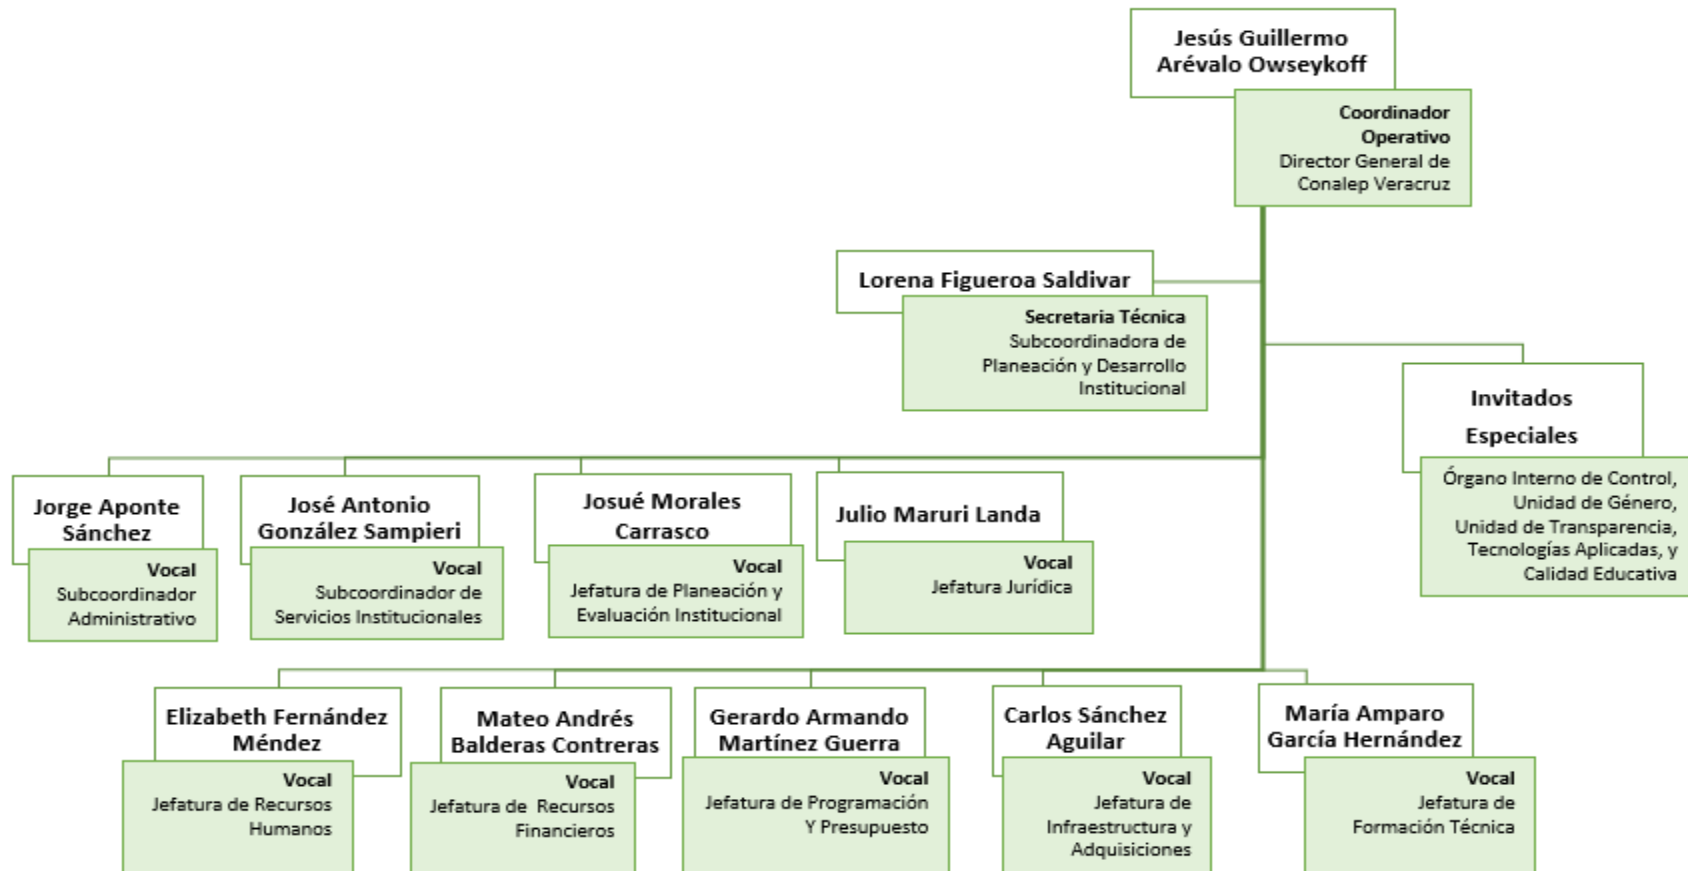 Jesús Guillermo
Arévalo Owseykoff
Coordinador
Operativo
Director General de
Conalep Veracruz
Lorena Figueroa Saldivar
Secretaria Técnica
Subcoordinadora de
Planeación y Desarrollo
Institucional
Invitados
Especiales
Órgano Interno de Control,
Unidad de Género,
Unidad de Transparencia,
Tecnologías Aplicadas, y
Calidad Educativa
Jorge Aponte
Sánchez
Vocal
Subcoordinador
Administrativo
José Antonio
González Sampieri
Vocal
Subcoordinador de
Servicios Institucionales
Josué Morales
Carrasco
Vocal
Jefatura de Planeación y
Evaluación Institucional
Julio Maruri Landa
Vocal
Jefatura Jurídica
Elizabeth Fernández
Méndez
Vocal
Jefatura de Recursos
Humanos
Mateo Andrés
Balderas Contreras
Vocal
Jefatura de Recursos
Financieros
Gerardo Armando
Martínez Guerra
Vocal
Jefatura de Programación
Y Presupuesto
Carlos Sánchez
Aguilar
Vocal
Jefatura de
Infraestructura y
Adquisiciones
María Amparo
García Hernández
Vocal
Jefatura de
Formación Técnica